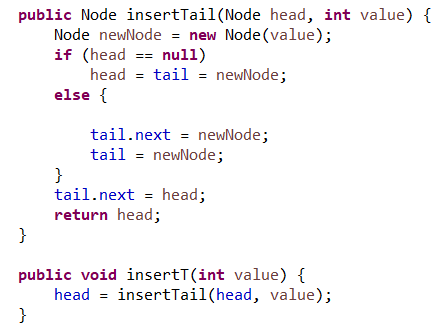 public Node insertTail(Node head, int value) {
    Node newNode = new Node(value);
    if (head == null)
        head = tail = newNode;
    else {

        tail.next = newNode;
        tail = newNode;
    }
    tail.next = head;
    return head;
}

public void insertT(int value) {
    head = insertTail(head, value);
}